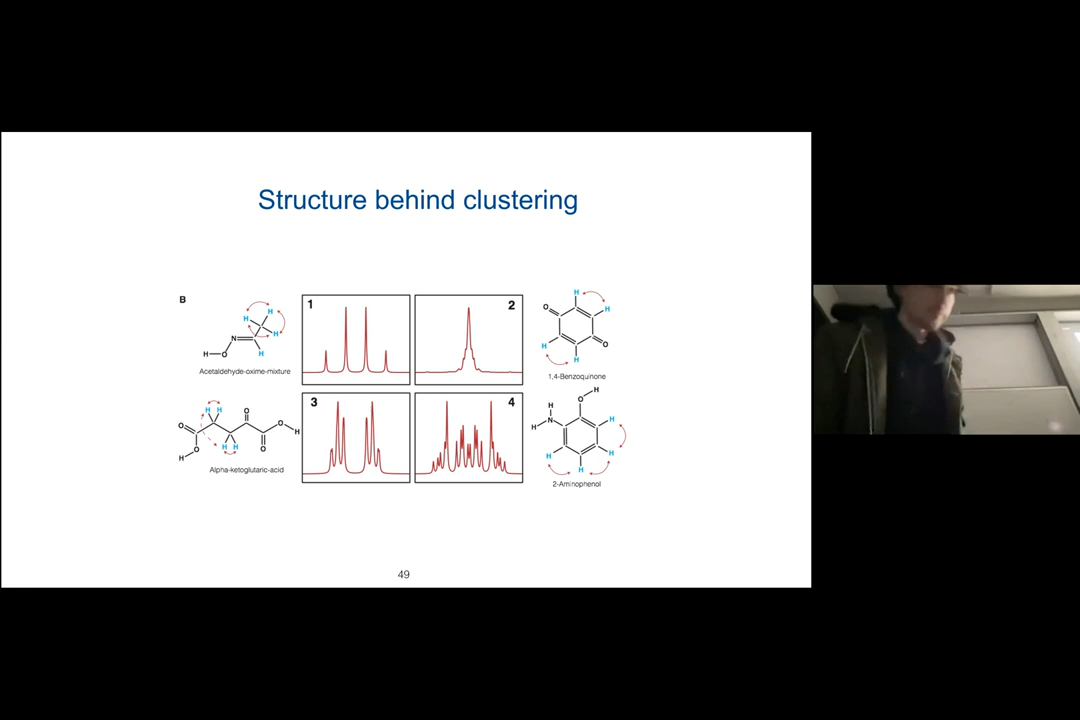 Structure behind clustering
B
1
2
3
4
H
H
H
H
N
H
O
Acetaldehyde-oxime-mixture
H
O
H
H
O
H
1,4-Benzoquinone
H
H
O
O
O
H
O
H
O
H
H
Alpha-ketoglutaric-acid
H
O
H
N
H
H
H
H
H
2-Aminophenol
49